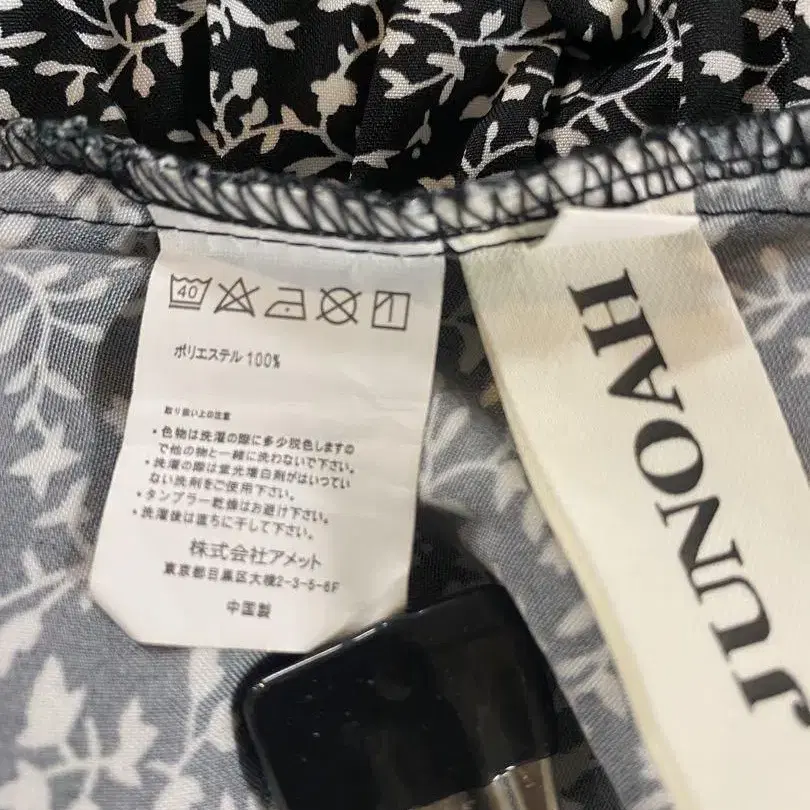 40
ポリエステル 100%
取り扱い上の注意
・色物は洗濯の際に多少脱色しますの
で他の物と一緒に洗わないで下さい。
・洗濯の際は蛍光増白剤がはいってい
ない洗剤をご使用下さい。
・タンブラー乾燥はお避け下さい。
・洗濯後は直ちに干して下さい。
株式会社アメット
東京都目黒区大橋2-3-5-6F
中国製
JUNOAH